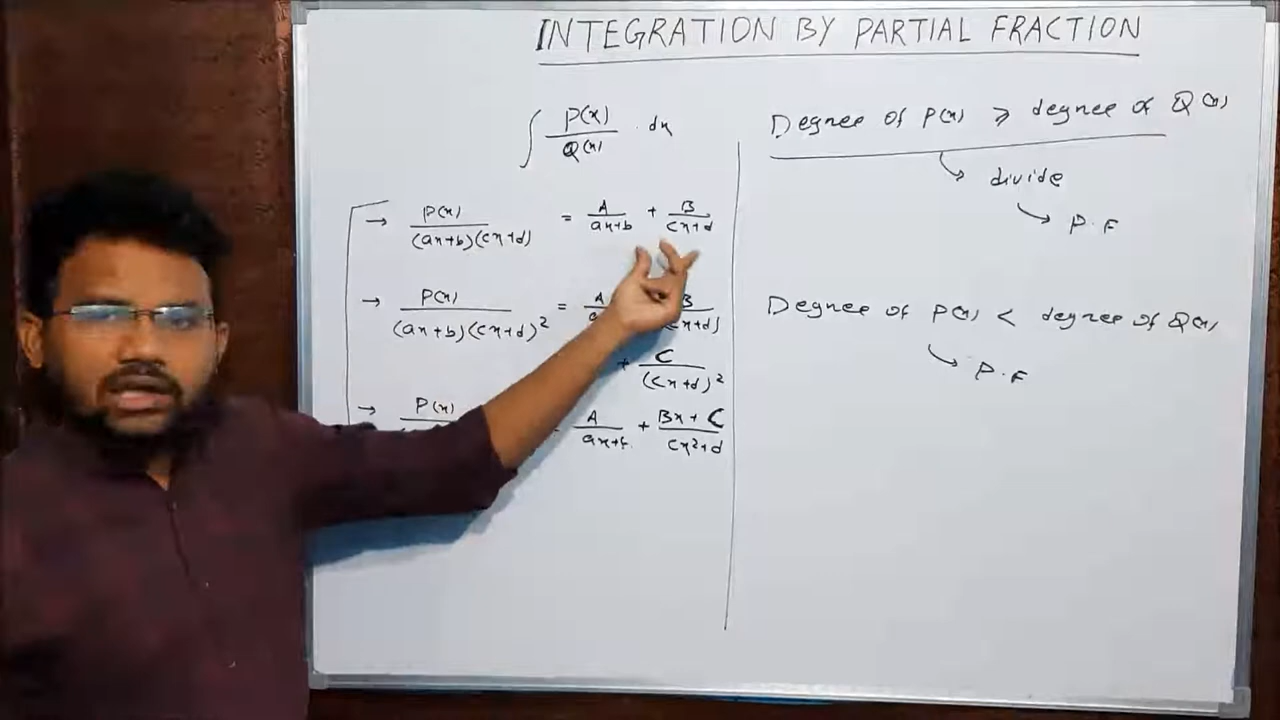 INTEGRATION BY PARTIAL FRACTION
∫ P(x)/Q(x) . dx
→ P(x)/(ax+b)(cx+d) = A/ax+b + B/cx+d
→ P(x)/(ax+b)(cx+d)² = A B/(cx+d)
+ C/(cx+d)²
→ P(x) A/ax+b + Bx+C/cx²+d
Degree of P(x) ≥ degree of Q(x)
divide
P.F
Degree of P(x) < degree of Q(x)
P.F